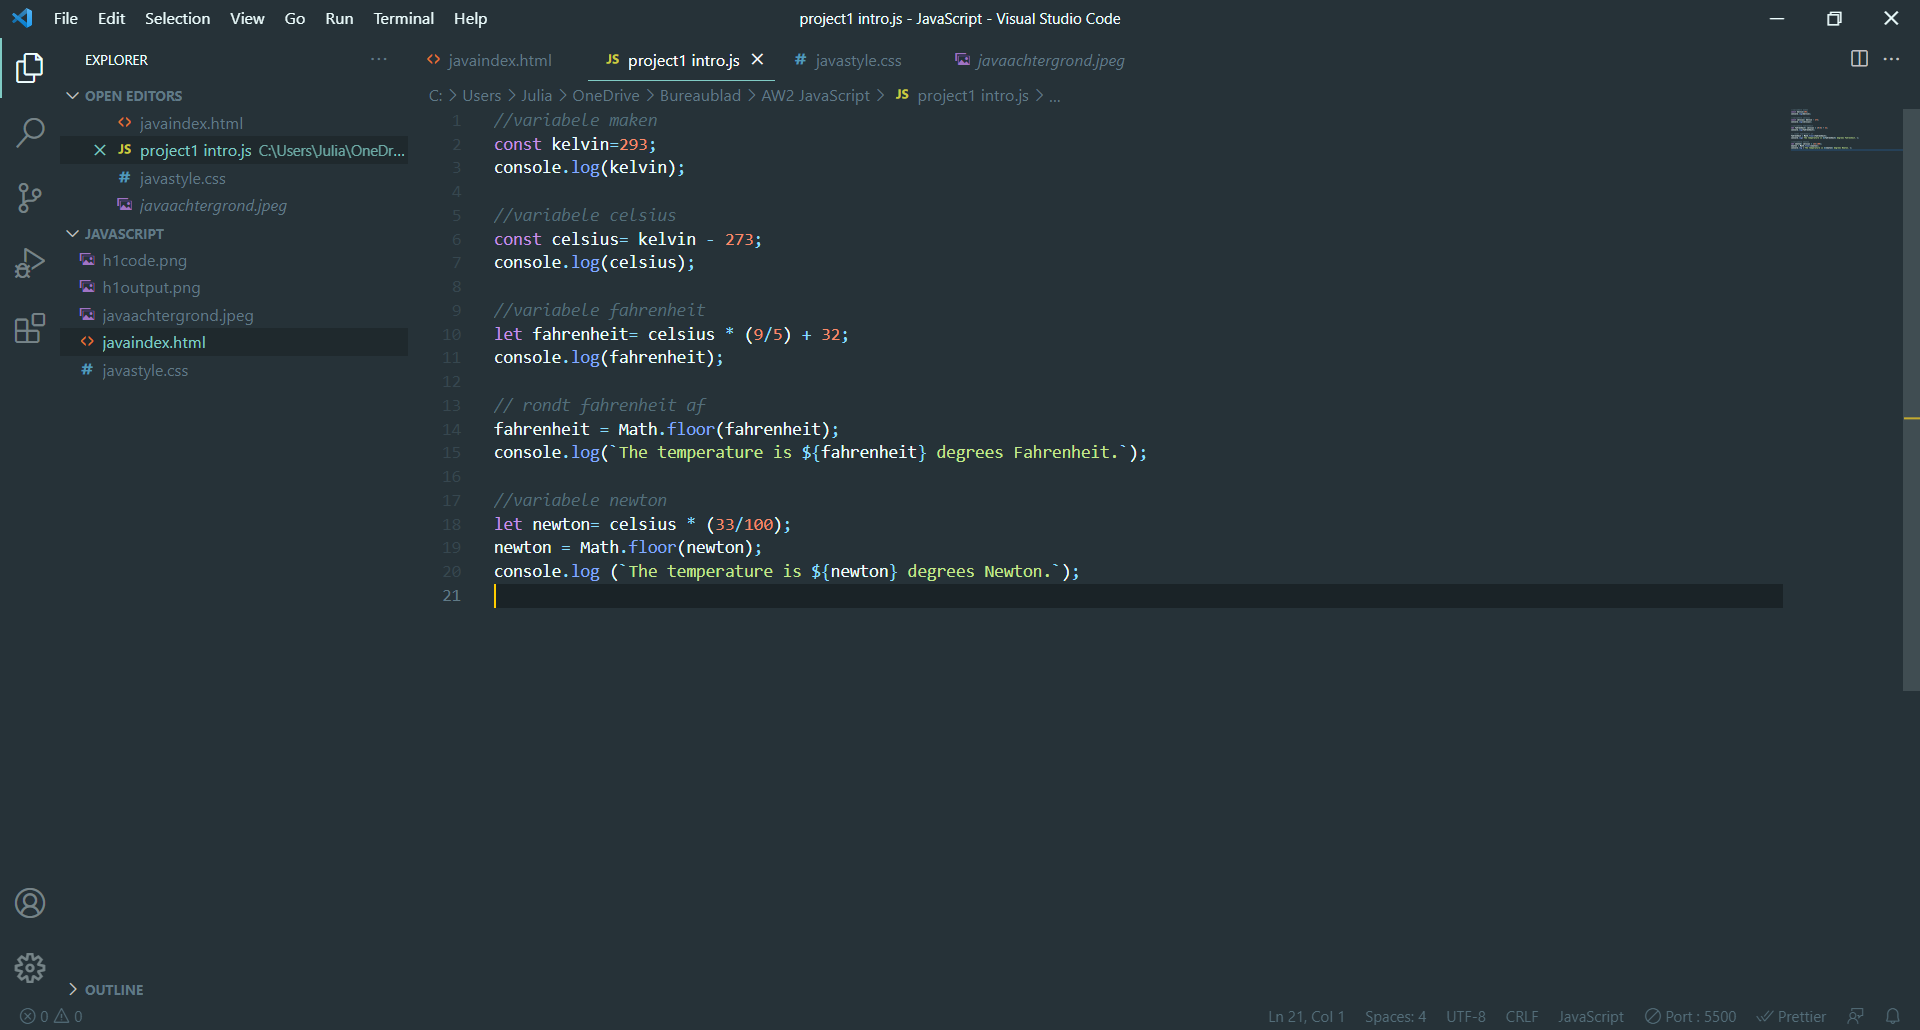 File Edit Selection View Go Run Terminal Help
project1 intro.js - JavaScript - Visual Studio Code
EXPLORER
OPEN EDITORS
javaindex.html
JS project1 intro.js C:\Users\Julia\OneDr...
# javastyle.css
javaachtergrond.jpeg
JAVASCRIPT
h1code.png
h1output.png
javaachtergrond.jpeg
<> javaindex.html
# javastyle.css
OUTLINE
<> javaindex.html JS project1 intro.js # javastyle.css javaachtergrond.jpeg
C: > Users > Julia > OneDrive > Bureaublad > AW2 JavaScript > JS project1 intro.js > ...
1 //variabele maken
2 const kelvin=293;
3 console.log(kelvin);
4
5 //variabele celsius
6 const celsius= kelvin - 273;
7 console.log(celsius);
8
9 //variabele fahrenheit
10 let fahrenheit= celsius * (9/5) + 32;
11 console.log(fahrenheit);
12
13 // rondt fahrenheit af
14 fahrenheit = Math.floor(fahrenheit);
15 console.log(`The temperature is ${fahrenheit} degrees Fahrenheit.`);
16
17 //variabele newton
18 let newton= celsius * (33/100);
19 newton = Math.floor(newton);
20 console.log (`The temperature is ${newton} degrees Newton.`);
21
0 0
Ln 21, Col 1 Spaces: 4 UTF-8 CRLF JavaScript Port : 5500 Prettier